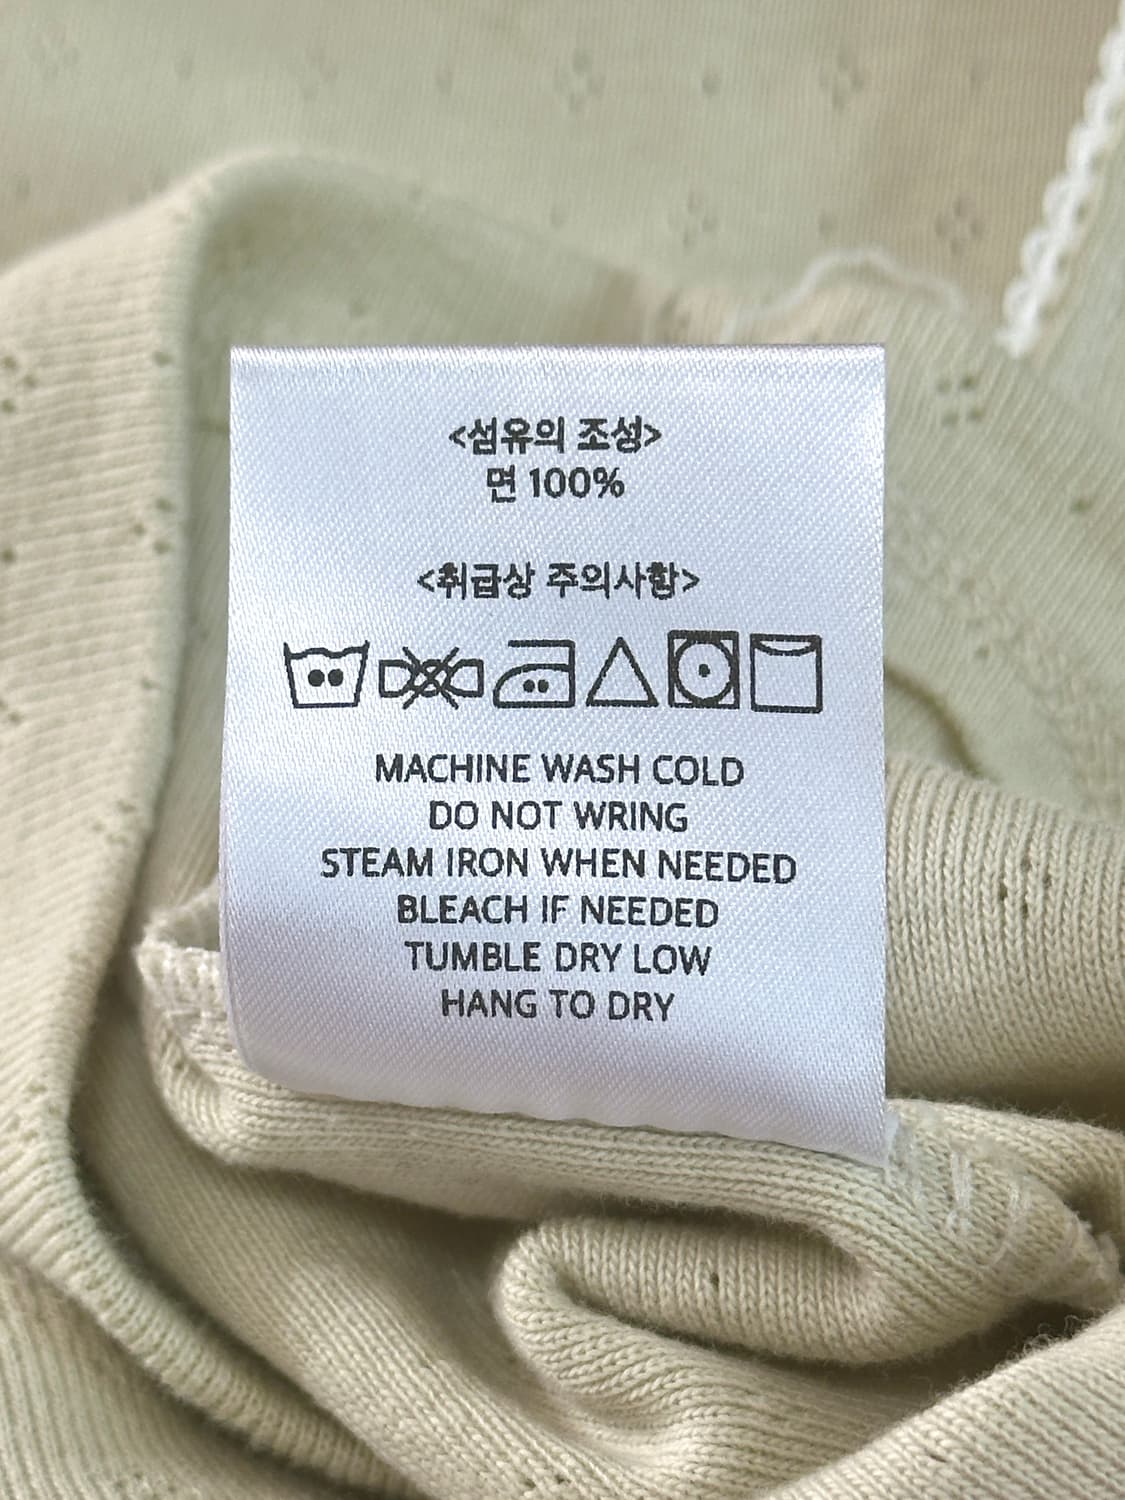 <섬유의 조성>
면 100%
<취급상 주의사항>
MACHINE WASH COLD
DO NOT WRING
STEAM IRON WHEN NEEDED
BLEACH IF NEEDED
TUMBLE DRY LOW
HANG TO DRY